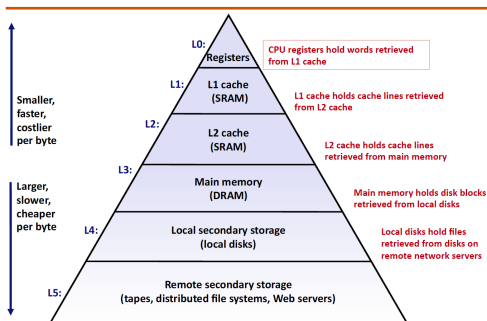 L0:
Registers
CPU registers hold words retrieved
from L1 cache
L1:
L1 cache
(SRAM)
L1 cache holds cache lines retrieved
from L2 cache
Smaller,
faster,
costlier
per byte
L2:
L2 cache
(SRAM)
L2 cache holds cache lines
retrieved from main memory
L3:
Main memory
(DRAM)
Main memory holds disk blocks
retrieved from local disks
Larger,
slower,
cheaper
per byte
L4:
Local secondary storage
(local disks)
Local disks hold files
retrieved from disks on
remote network servers
L5:
Remote secondary storage
(tapes, distributed file systems, Web servers)